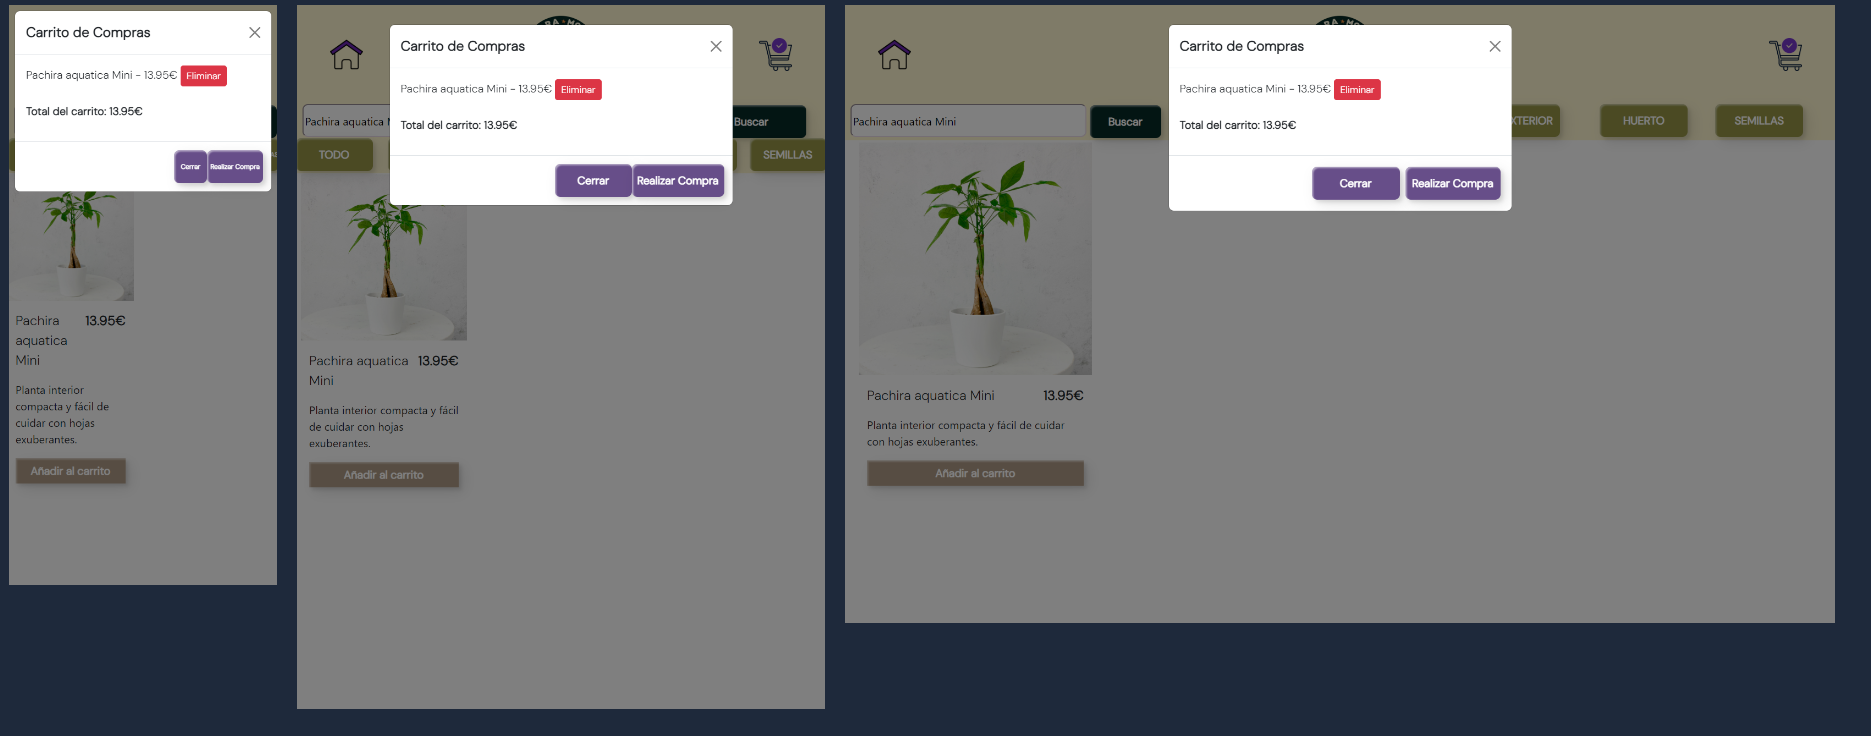 Carrito de Compras
Pachira aquatica Mini - 13.95€ Eliminar
Total del carrito: 13.95€
Cerrar Realizar Compra
Pachira aquatica Mini 13.95€
Planta interior
compacta y fácil de
cuidar con hojas
exuberantes.
Añadir al carrito
Carrito de Compras
Pachira aquatica Mini - 13.95€ Eliminar
Total del carrito: 13.95€
Cerrar Realizar Compra
Pachira aquatica
Buscar
TODO
SEMILLAS
Pachira aquatica 13.95€
Mini
Planta interior compacta y fácil
de cuidar con hojas
exuberantes.
Añadir al carrito
Carrito de Compras
Pachira aquatica Mini - 13.95€ Eliminar
Total del carrito: 13.95€
Cerrar Realizar Compra
Pachira aquatica Mini
Buscar
XTERIOR
HUERTO
SEMILLAS
Pachira aquatica Mini 13.95€
Planta interior compacta y fácil de cuidar
con hojas exuberantes.
Añadir al carrito